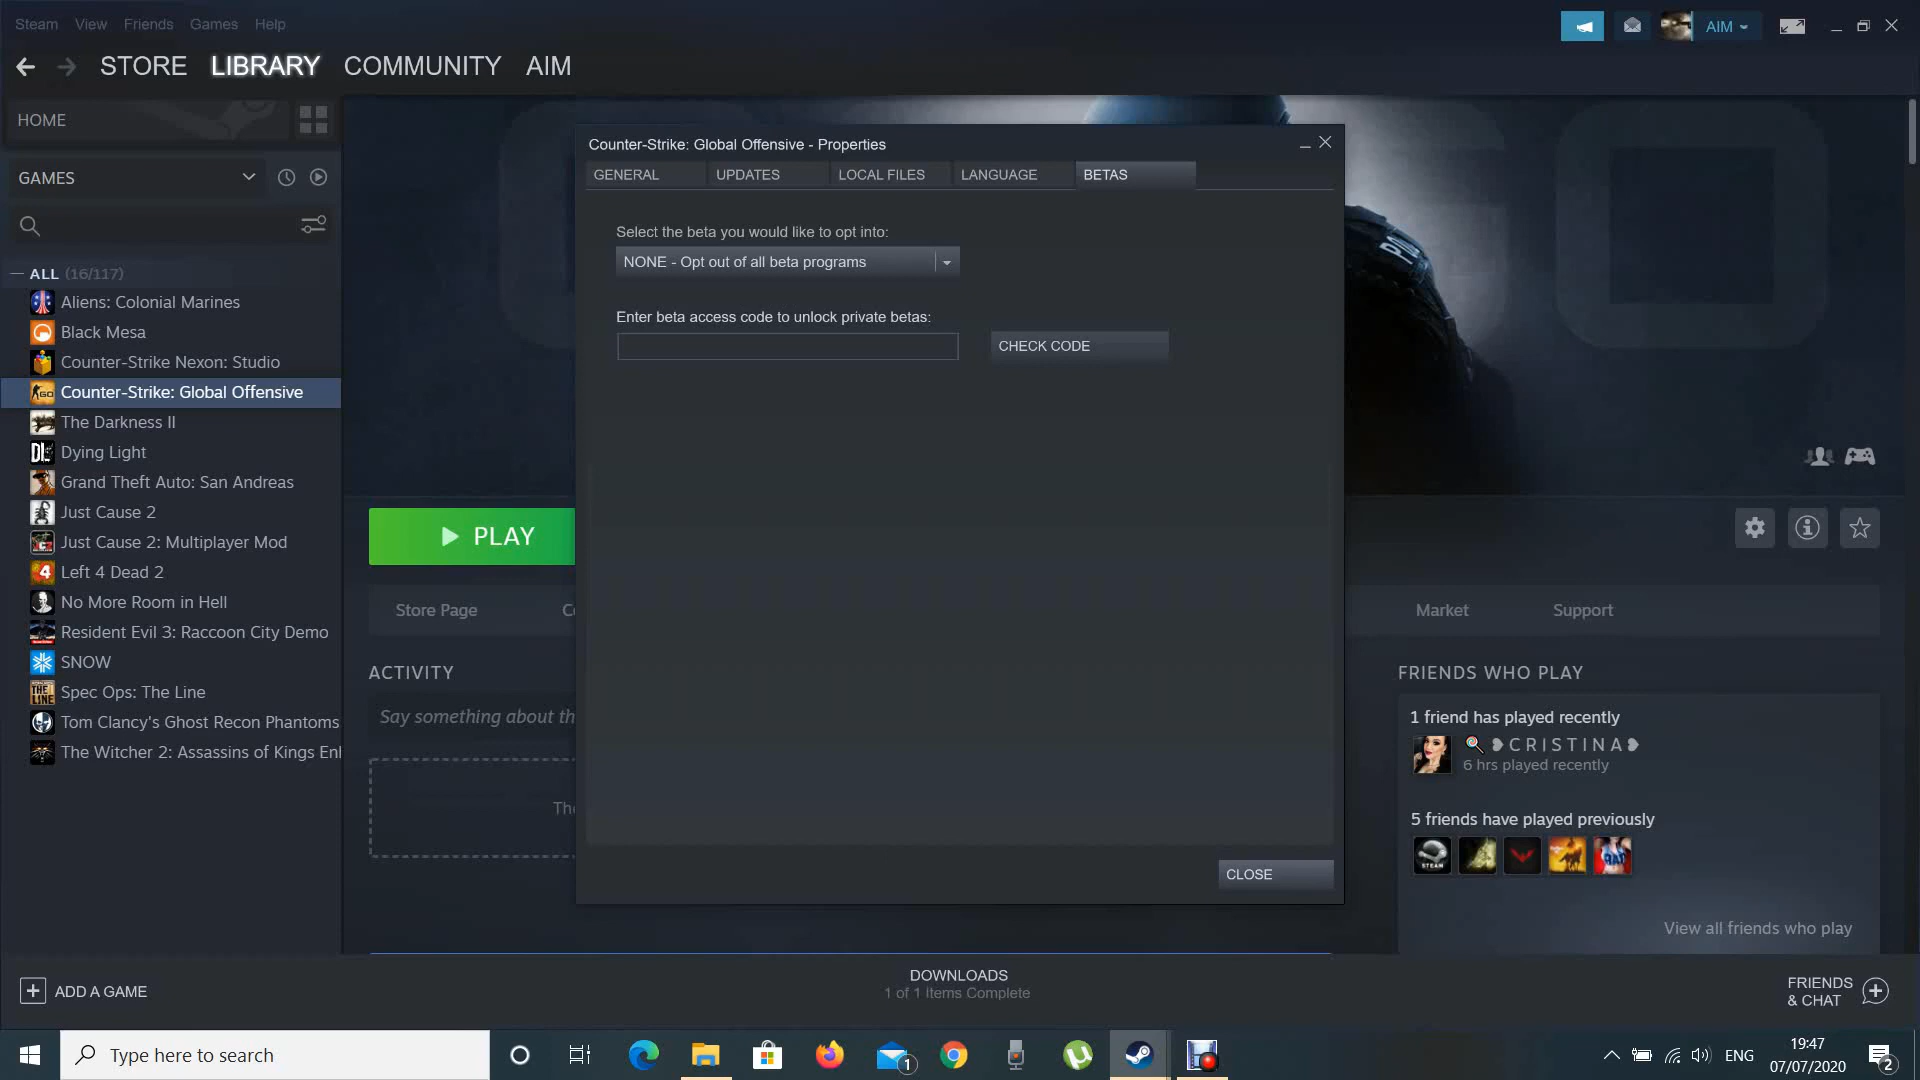 Steam View Friends Games Help
AIM
STORE LIBRARY COMMUNITY AIM
HOME
GAMES
ALL (16/117)
Aliens: Colonial Marines
Black Mesa
Counter-Strike Nexon: Studio
Counter-Strike: Global Offensive
The Darkness II
Dying Light
Grand Theft Auto: San Andreas
Just Cause 2
Just Cause 2: Multiplayer Mod
Left 4 Dead 2
No More Room in Hell
Resident Evil 3: Raccoon City Demo
SNOW
Spec Ops: The Line
Tom Clancy's Ghost Recon Phantoms
The Witcher 2: Assassins of Kings Enh
ADD A GAME
Counter-Strike: Global Offensive - Properties
GENERAL UPDATES LOCAL FILES LANGUAGE BETAS
Select the beta you would like to opt into:
NONE - Opt out of all beta programs
Enter beta access code to unlock private betas:
CHECK CODE
CLOSE
PLAY
Store Page
Market Support
ACTIVITY
Say something about th
FRIENDS WHO PLAY
1 friend has played recently
CRISTINA
6 hrs played recently
5 friends have played previously
View all friends who play
DOWNLOADS
1 of 1 Items Complete
FRIENDS
& CHAT
Type here to search
1
ENG
19:47
07/07/2020
2